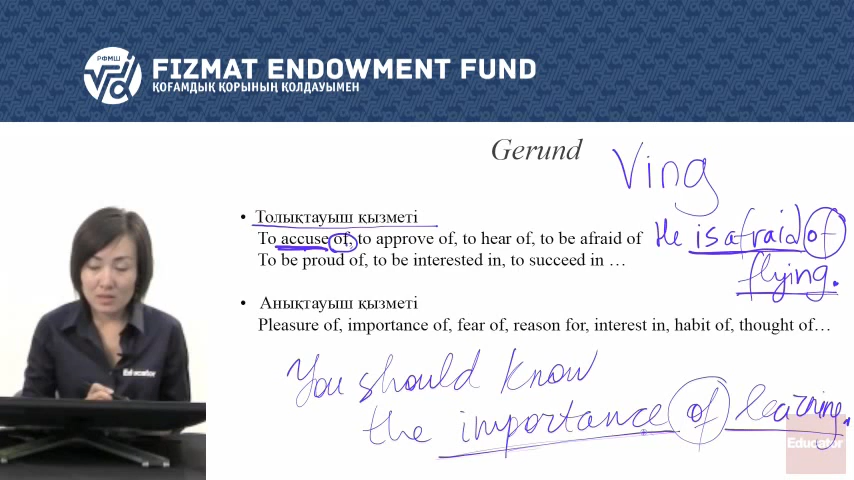 РФМШ
FIZMAT ENDOWMENT FUND
ҚОҒАМДЫҚ ҚОРЫНЫҢ ҚОЛДАУЫМЕН
Gerund
Ving
• Толықтауыш қызметі
To accuse of, to approve of, to hear of, to be afraid of
To be proud of, to be interested in, to succeed in …
He is afraid of
flying.
• Анықтауыш қызметі
Pleasure of, importance of, fear of, reason for, interest in, habit of, thought of…
You should know
the importance of learning.
Educator
Educator